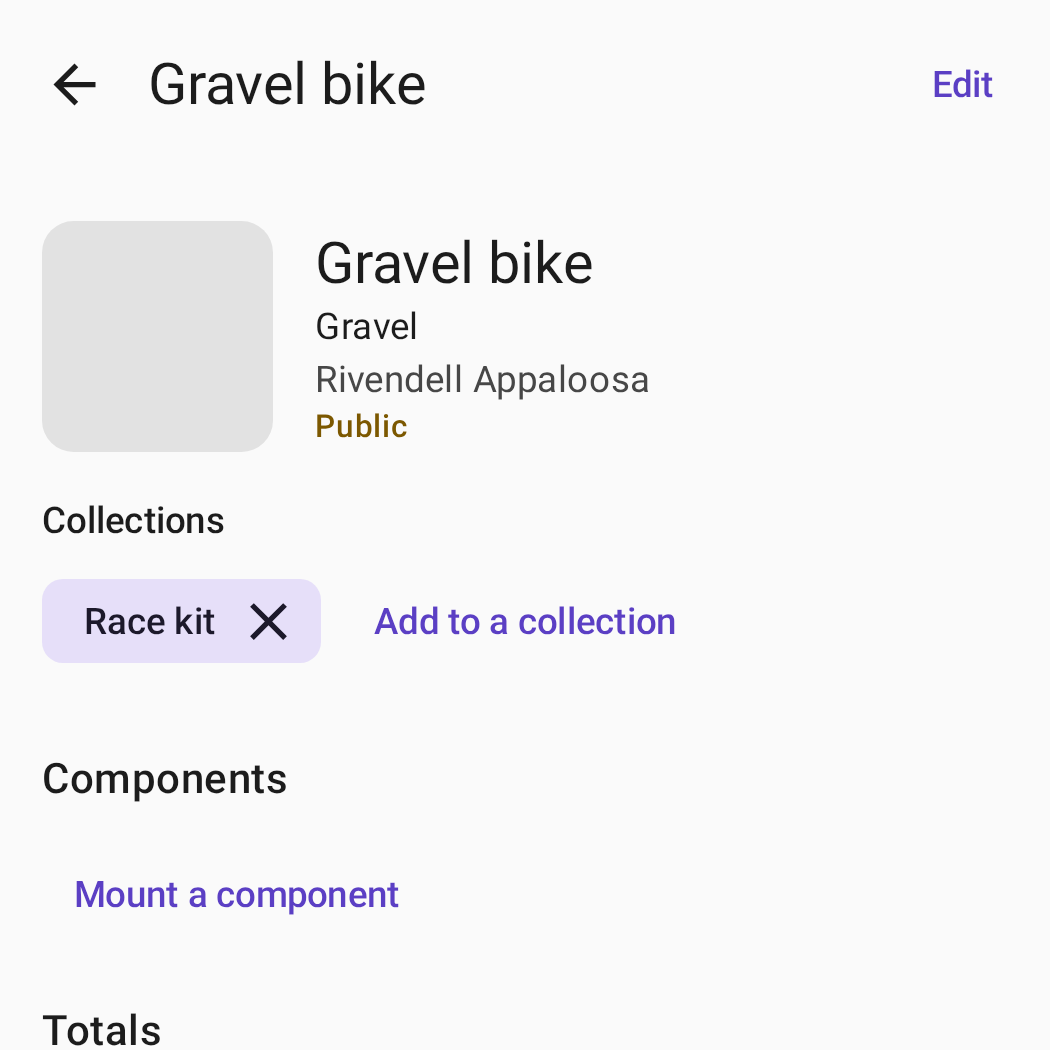 Gravel bike
Edit
Gravel bike
Gravel
Rivendell Appaloosa
Public
Collections
Race kit
Add to a collection
Components
Mount a component
Totals